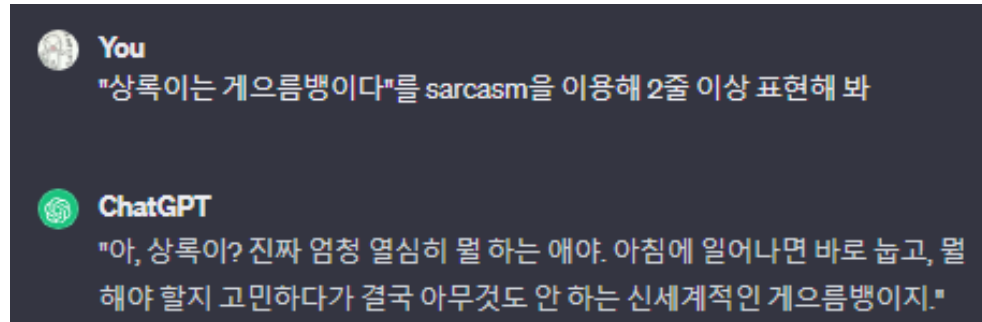 You
"상록이는 게으름뱅이다"를 sarcasm을 이용해 2줄 이상 표현해 봐
ChatGPT
"아, 상록이? 진짜 엄청 열심히 뭘 하는 애야. 아침에 일어나면 바로 눕고, 뭘
해야 할지 고민하다가 결국 아무것도 안 하는 신세계적인 게으름뱅이지."